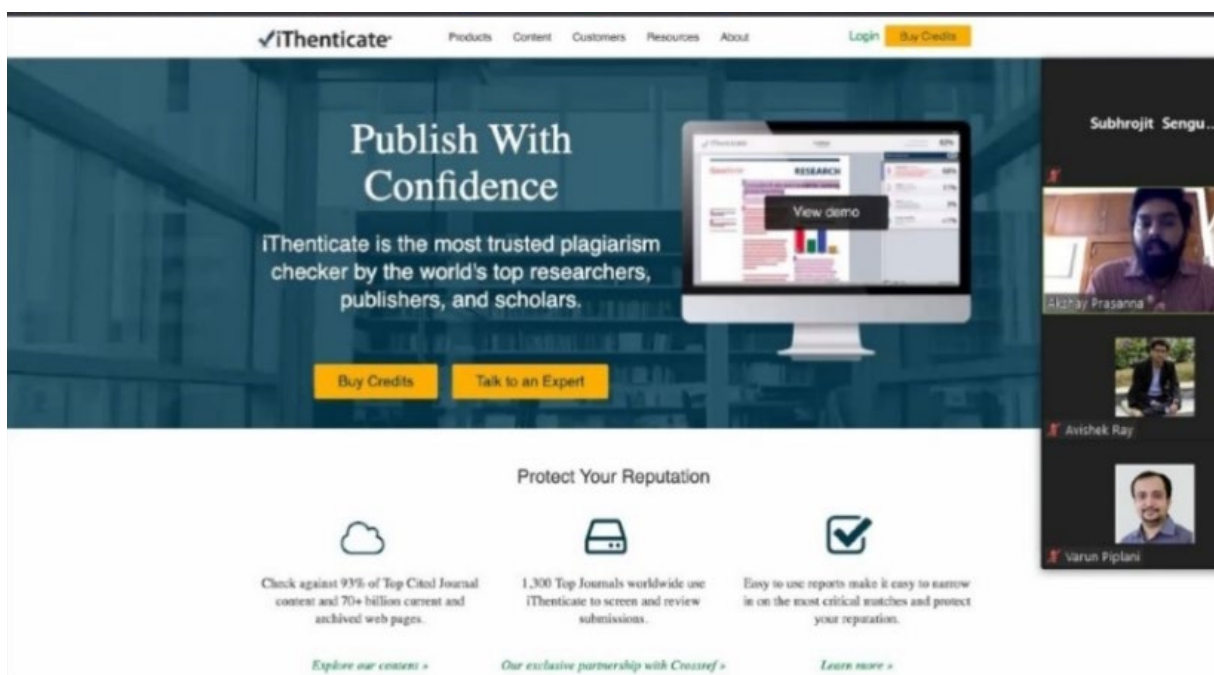 iThenticate
Products Content Customers Resources About
Login Buy Credits
Publish With
Confidence
iThenticate is the most trusted plagiarism
checker by the world's top researchers,
publishers, and scholars.
Buy Credits Talk to an Expert
RESEARCH
View demo
Protect Your Reputation
Check against 93% of Top Cited Journal
content and 70+ billion current and
archived web pages.
Explore our content »
1,300 Top Journals worldwide use
iThenticate to screen and review
submissions.
Our exclusive partnership with Crossref »
Easy to use reports make it easy to narrow
in on the most critical matches and protect
your reputation.
Learn more »
Subhrojit Sengu...
Akshay Prasanna
Avishek Ray
Varun Piplani